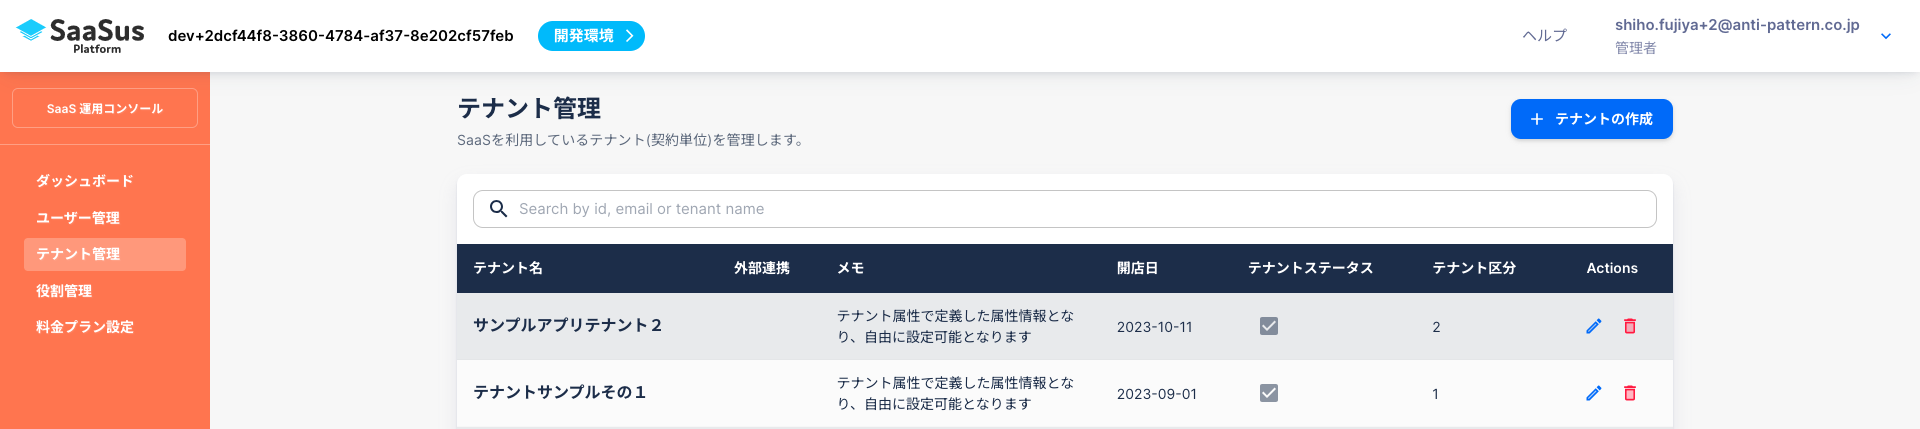 SaaSus
Platform
dev+2dcf44f8-3860-4784-af37-8e202cf57feb
開発環境
ヘルプ
shiho.fujiya+2@anti-pattern.co.jp
管理者
SaaS 運用コンソール
ダッシュボード
ユーザー管理
テナント管理
役割管理
料金プラン設定
テナント管理
SaaSを利用しているテナント(契約単位)を管理します。
テナントの作成
Search by id, email or tenant name
テナント名 外部連携 メモ 開店日 テナントステータス テナント区分 Actions
サンプルアプリテナント２ テナント属性で定義した属性情報とな
り、自由に設定可能となります 2023-10-11 2
テナントサンプルその１ テナント属性で定義した属性情報とな
り、自由に設定可能となります 2023-09-01 1